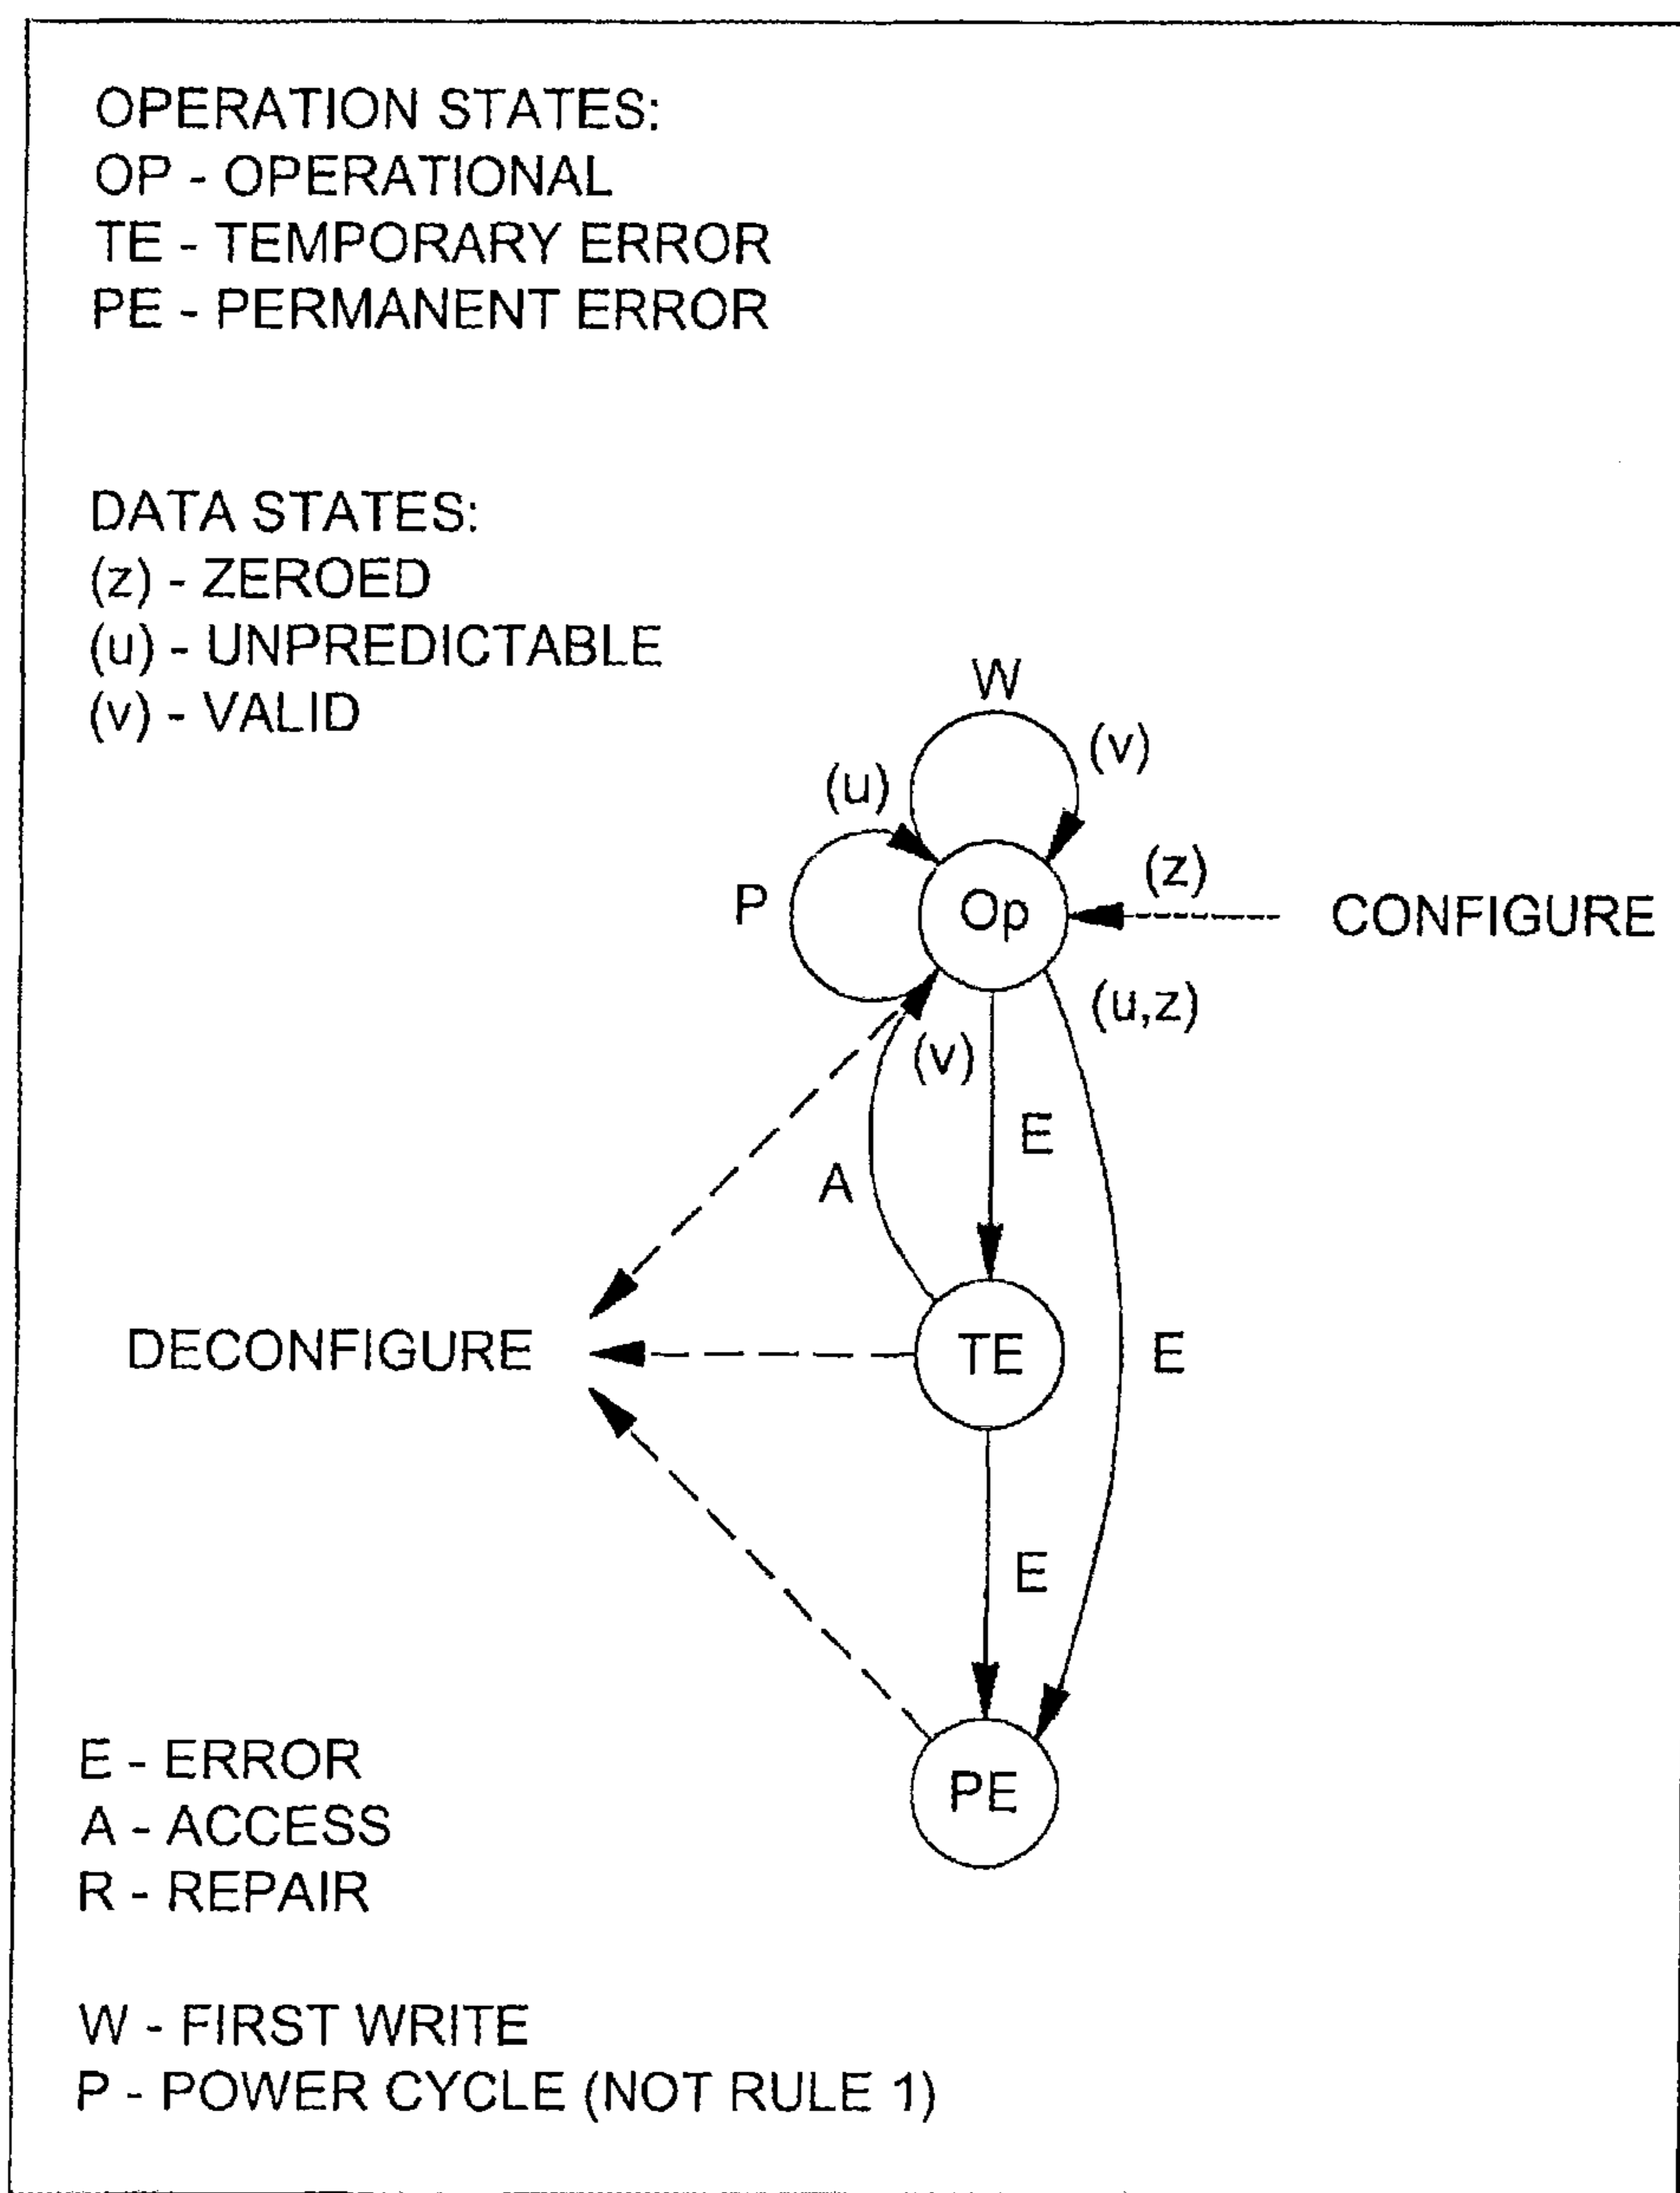 OPERATION STATES:
OP - OPERATIONAL
TE - TEMPORARY ERROR
PE - PERMANENT ERROR
DATA STATES:
(z) - ZEROED
(u) - UNPREDICTABLE
(v) - VALID
W
(v)
(u)
(z)
P
Op
CONFIGURE
(u,z)
(v)
E
A
DECONFIGURE
TE
E
E
PE
E - ERROR
A - ACCESS
R - REPAIR
W - FIRST WRITE
P - POWER CYCLE (NOT RULE 1)